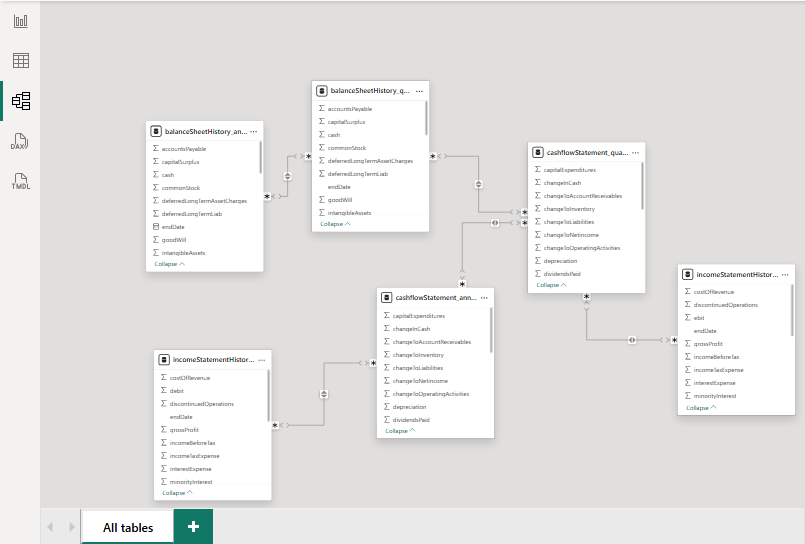 DAX
TMDL
balanceSheetHistory_an...
accountsPayable
capitalSurplus
cash
commonStock
deferredLongTermAssetCharges
deferredLongTermLiab
endDate
goodWill
intangibleAssets
Collapse
balanceSheetHistory_q...
accountsPayable
capitalSurplus
cash
commonStock
deferredLongTermAssetCharges
deferredLongTermLiab
endDate
goodWill
intangibleAssets
Collapse
cashflowStatement_qua...
capitalExpenditures
changeInCash
changeToAccountReceivables
changeToInventory
changeToLiabilities
changeToNetincome
changeToOperatingActivities
depreciation
dividendsPaid
Collapse
incomeStatementHistor...
costOfRevenue
discontinuedOperations
ebit
endDate
grossProfit
incomeBeforeTax
incomeTaxExpense
interestExpense
minorityInterest
Collapse
cashflowStatement_ann...
capitalExpenditures
changeInCash
changeToAccountReceivables
changeToInventory
changeToLiabilities
changeToNetincome
changeToOperatingActivities
depreciation
dividendsPaid
Collapse
incomeStatementHistor...
costOfRevenue
debit
discontinuedOperations
endDate
grossProfit
incomeBeforeTax
incomeTaxExpense
interestExpense
minorityInterest
Collapse
All tables